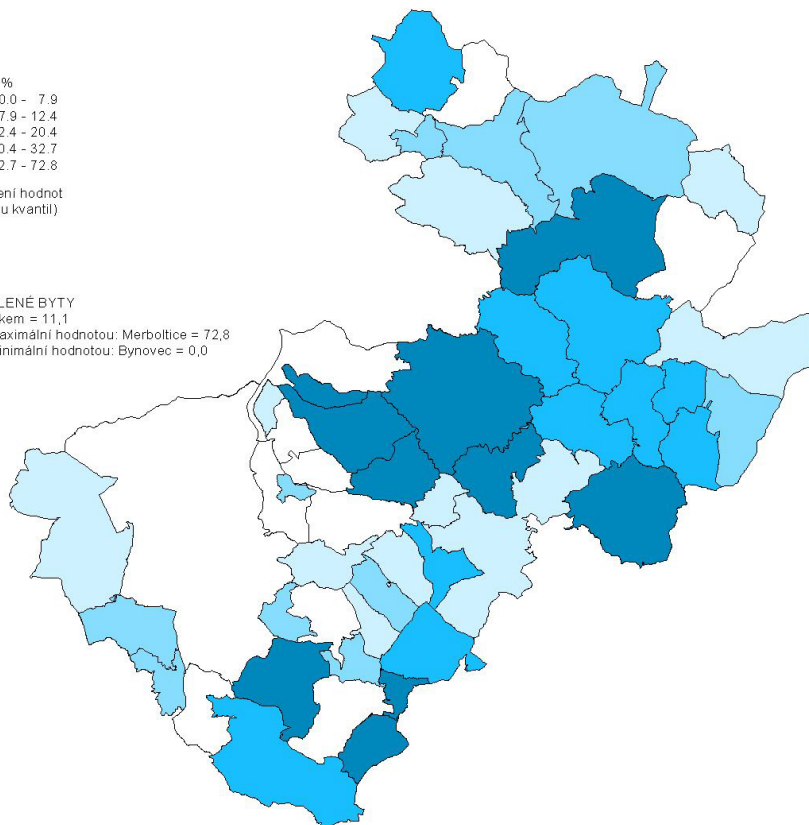 %
0.0 - 7.9
7.9 - 12.4
2.4 - 20.4
0.4 - 32.7
2.7 - 72.8
ení hodnot
u kvantil)
LENÉ BYTY
kem = 11,1
aximální hodnotou: Merboltice = 72,8
inimální hodnotou: Bynovec = 0,0